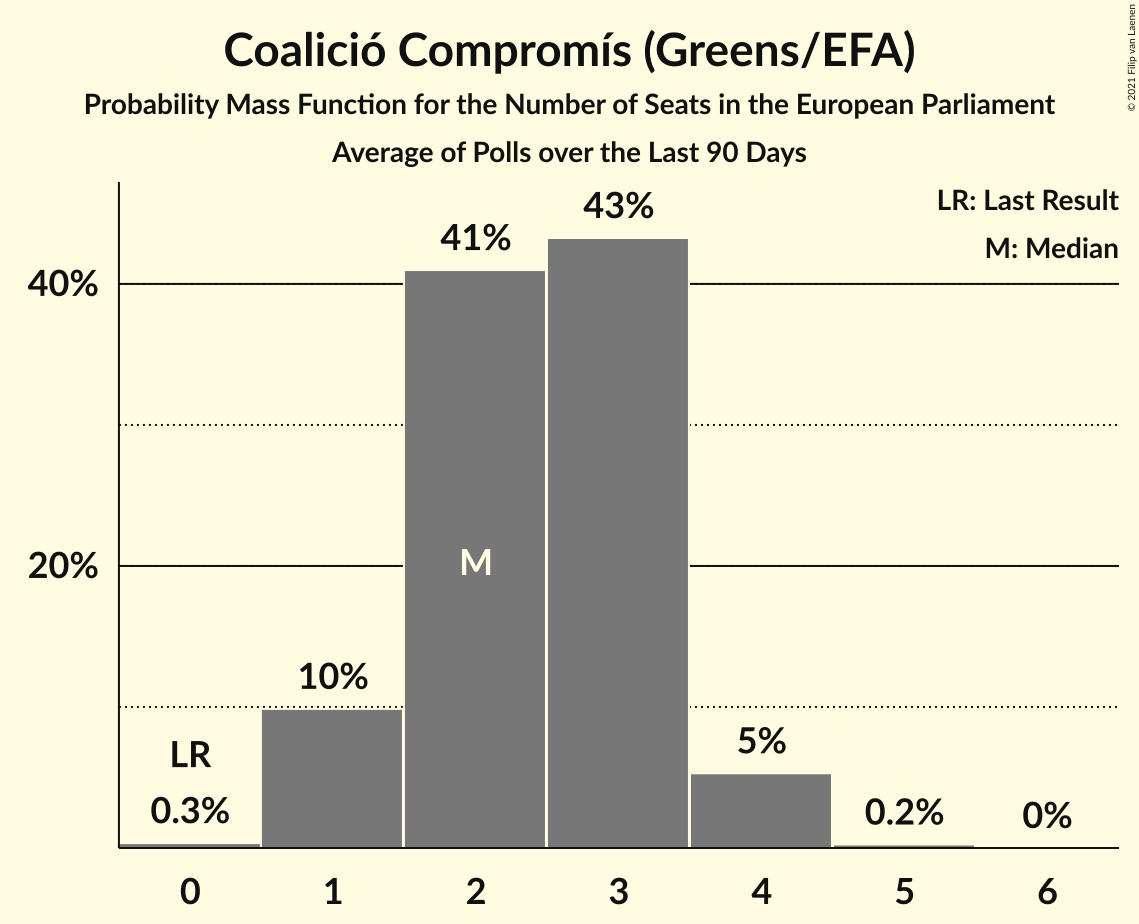 Coalició Compromís (Greens/EFA)
Probability Mass Function for the Number of Seats in the European Parliament
Average of Polls over the Last 90 Days
© 2021 Filip van Laenen
LR: Last Result
M: Median
43%
41%
40%
M
20%
10%
LR
5%
0.3%
0.2%
0%
0 1 2 3 4 5 6